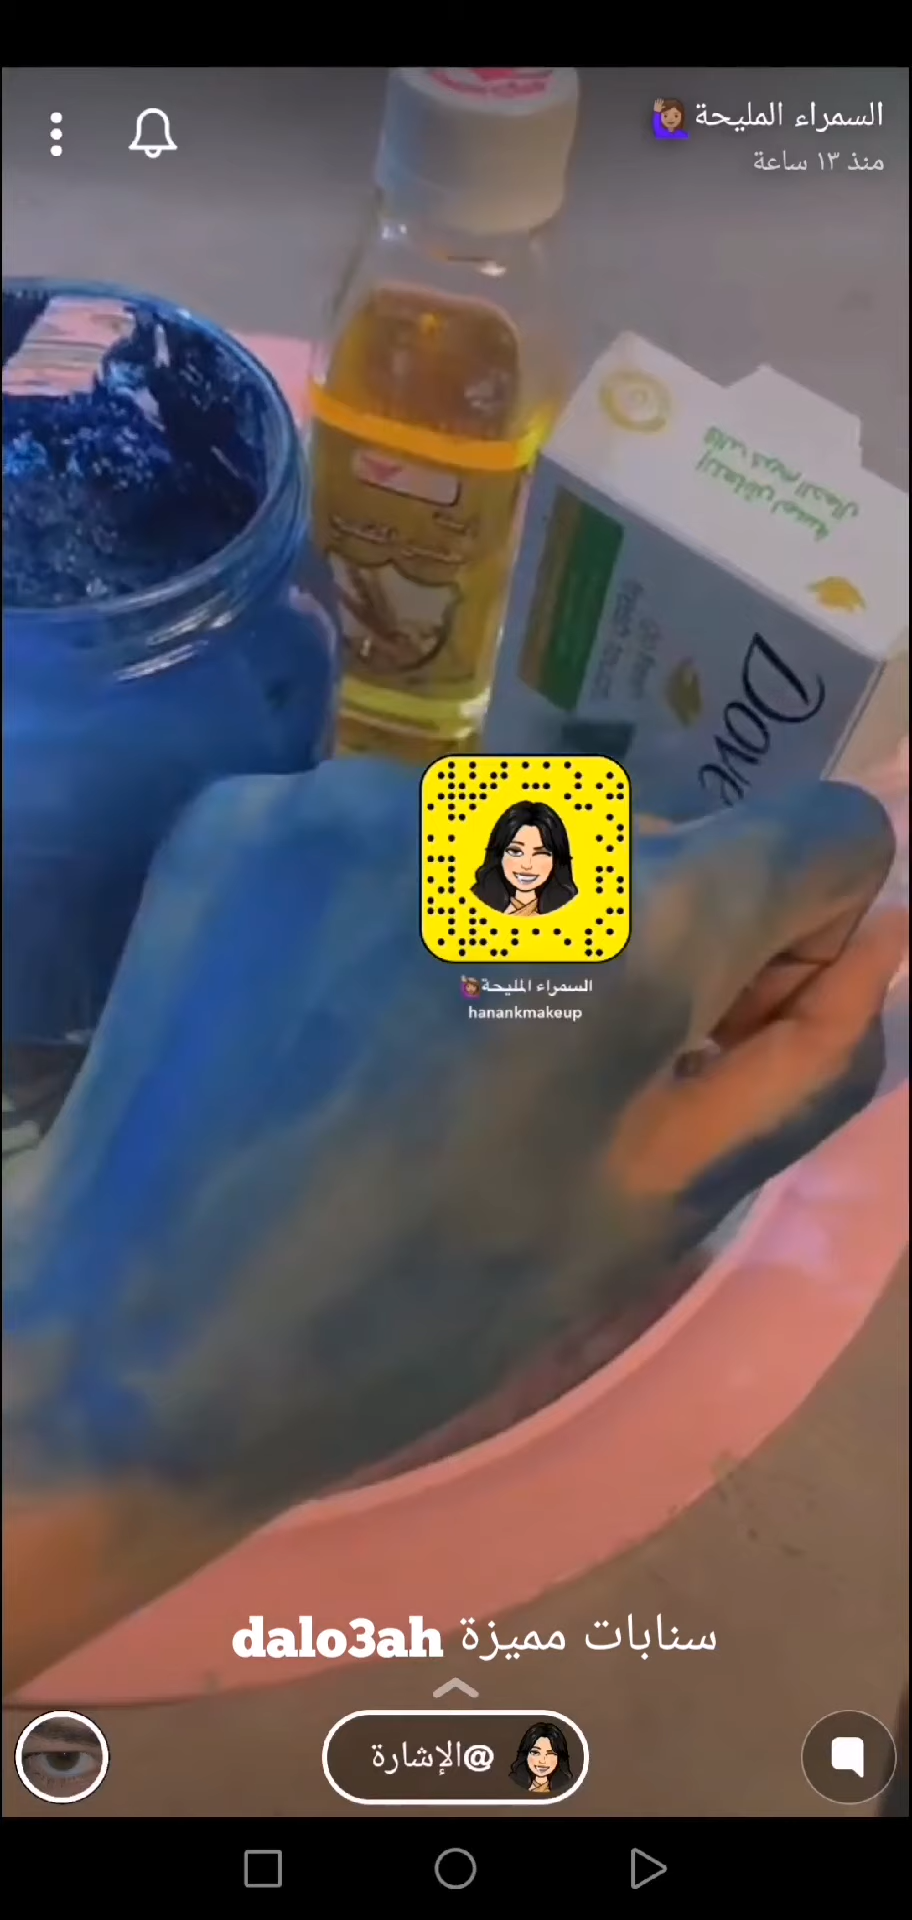 السمراء المليحة🙋🏽‍♀️
منذ ١٣ ساعة
Dove
السمراء المليحة🙋🏽‍♀️
hanankmakeup
سنابات مميزة dalo3ah
@الإشارة